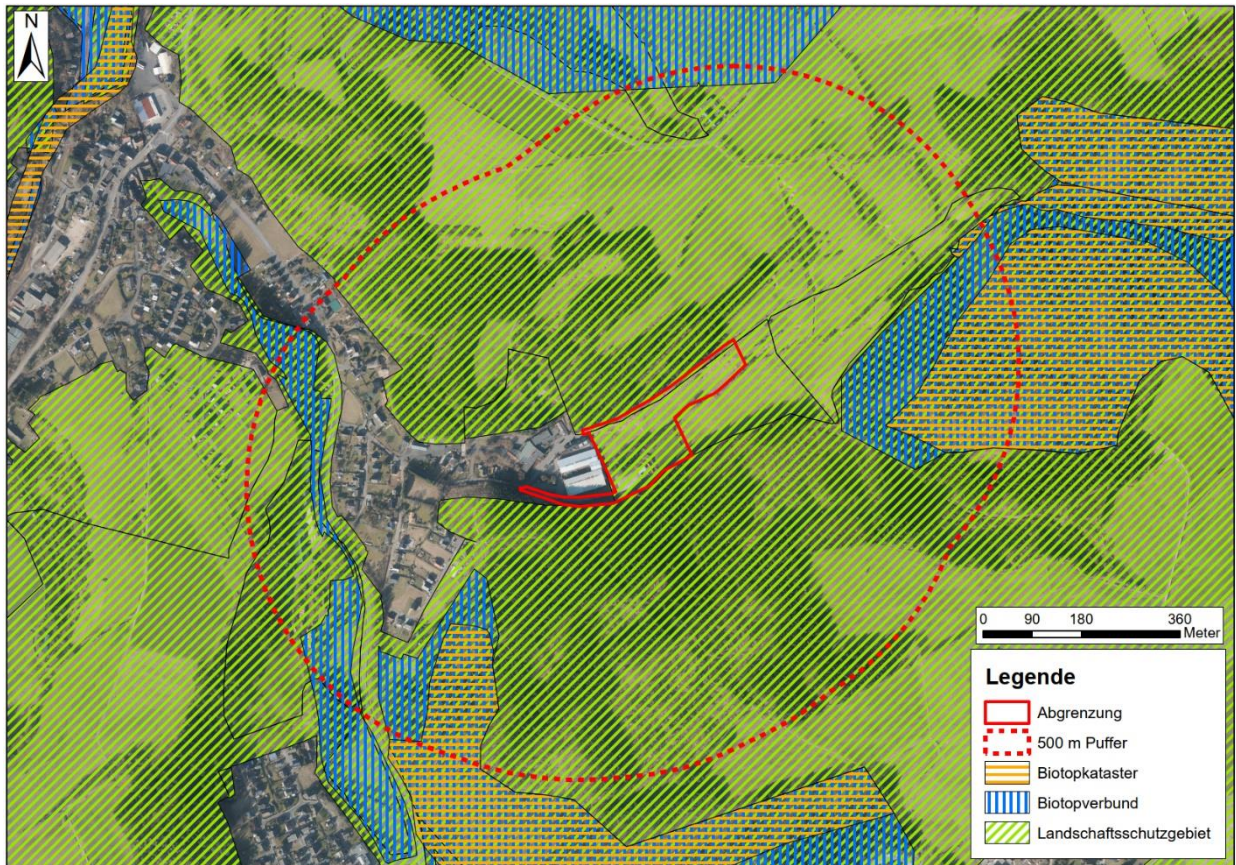 N
0 90 180 360
Meter
Legende
Abgrenzung
500 m Puffer
Biotopkataster
Biotopverbund
Landschaftsschutzgebiet